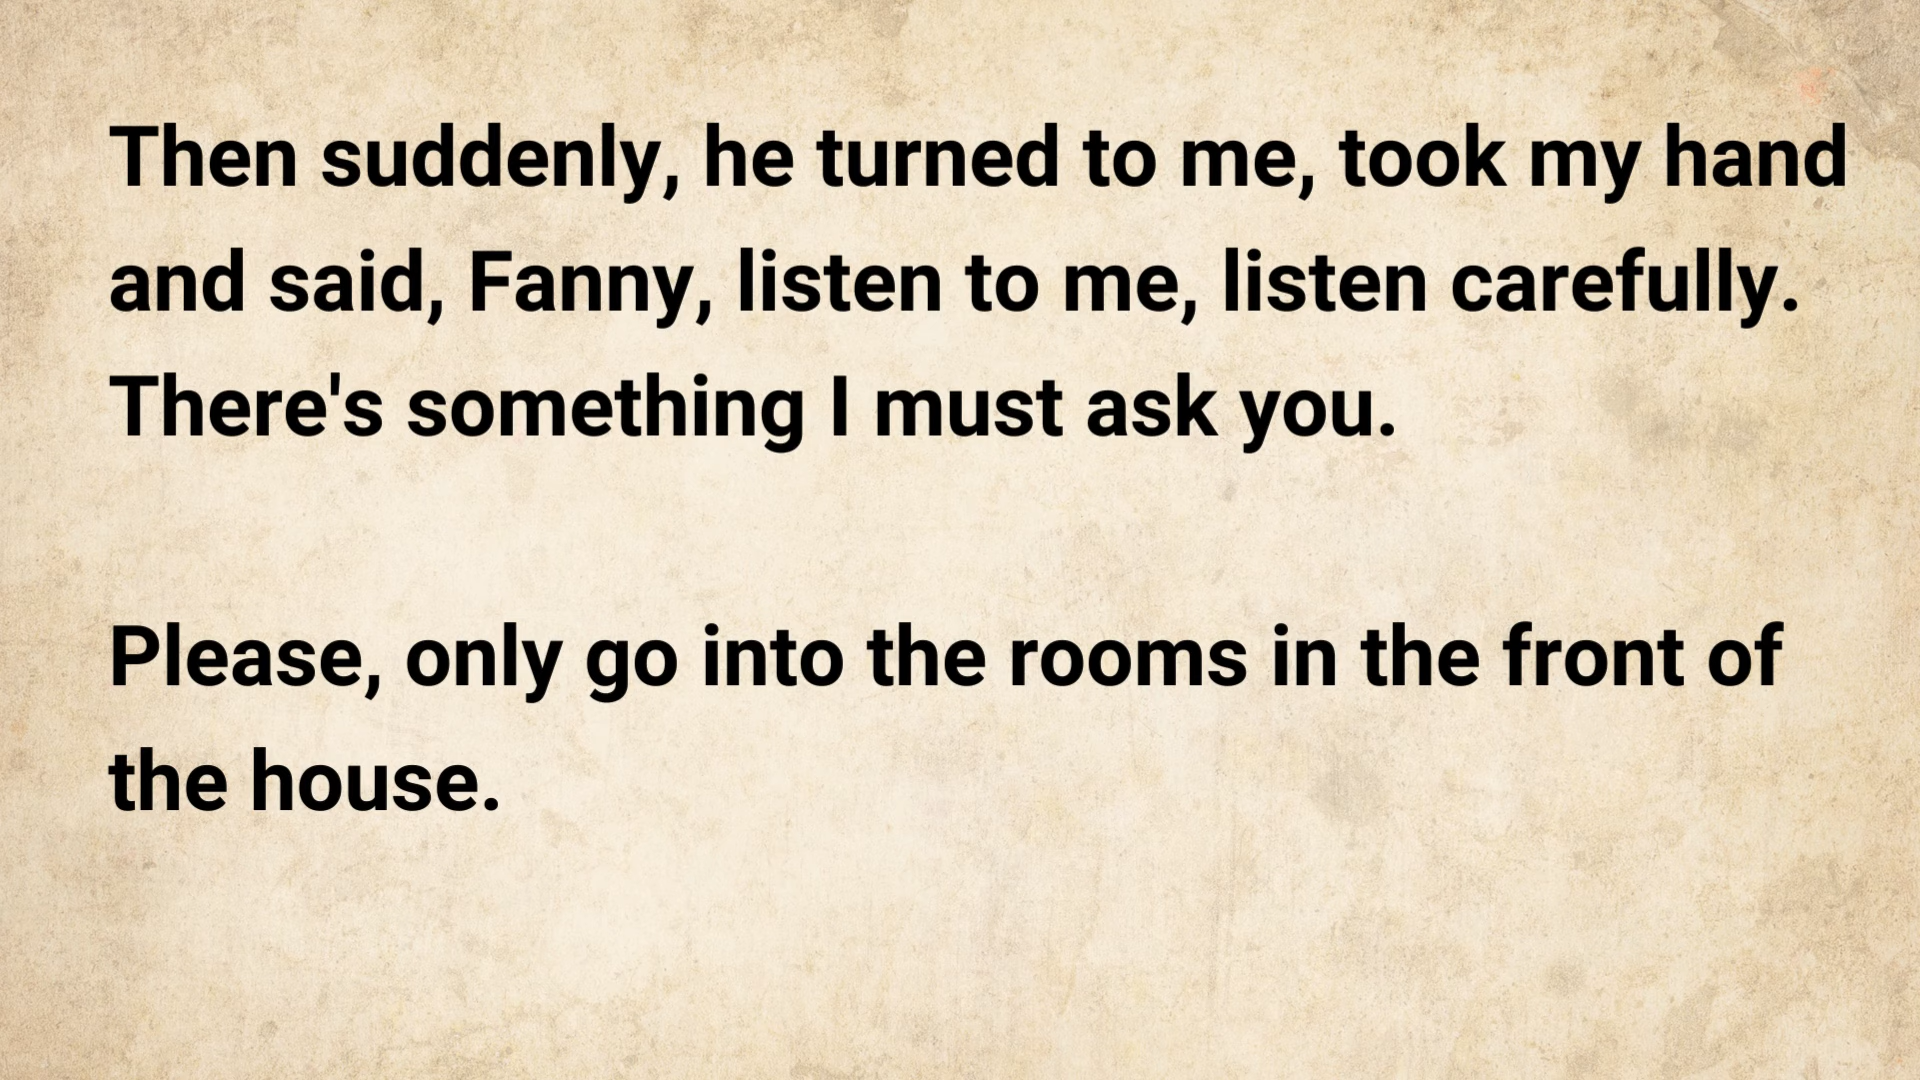 Then suddenly, he turned to me, took my hand
and said, Fanny, listen to me, listen carefully.
There's something I must ask you.
Please, only go into the rooms in the front of
the house.